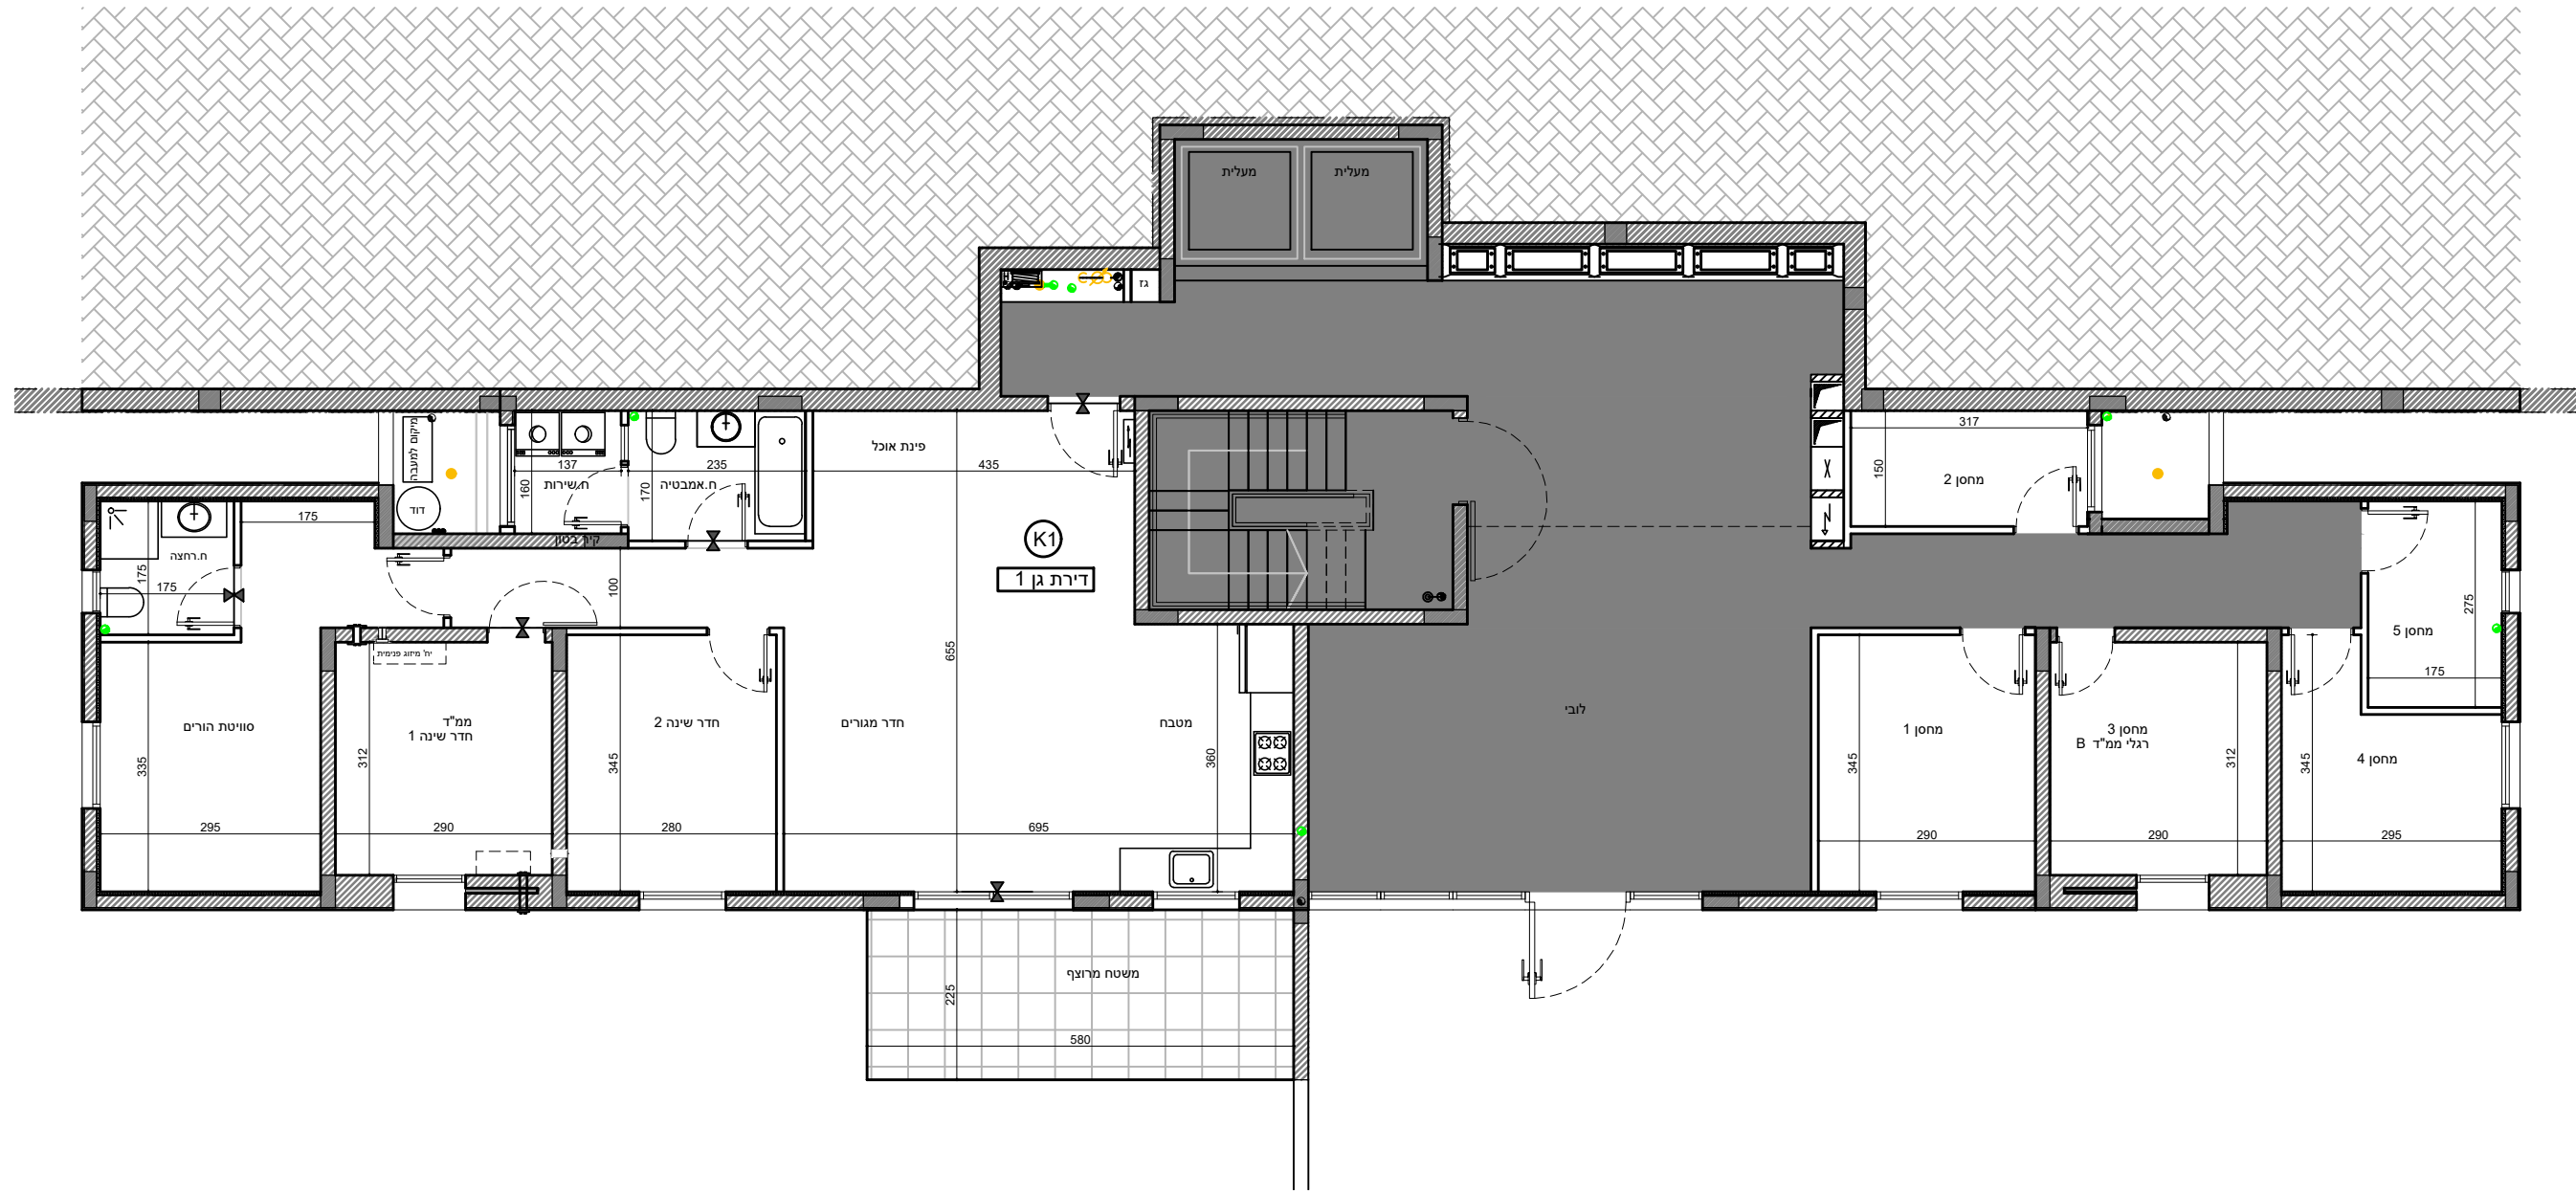 מעלית
מעלית
גז
מיקום למעבה
דוד
137
ח.שירות
160
235
170
ח.אמבטיה
פינת אוכל
435
317
150
מחסן 2
175
ח.רחצה
175
175
קיר בטון
100
K1
דירת גן 1
655
יח' מיזוג פנימית
275
מחסן 5
175
סוויטת הורים
335
295
ממ"ד
חדר שינה 1
312
290
חדר שינה 2
345
280
חדר מגורים
מטבח
360
695
לובי
מחסן 1
345
290
מחסן 3
רגלי ממ"ד B
312
290
מחסן 4
345
295
משטח מרוצף
225
580